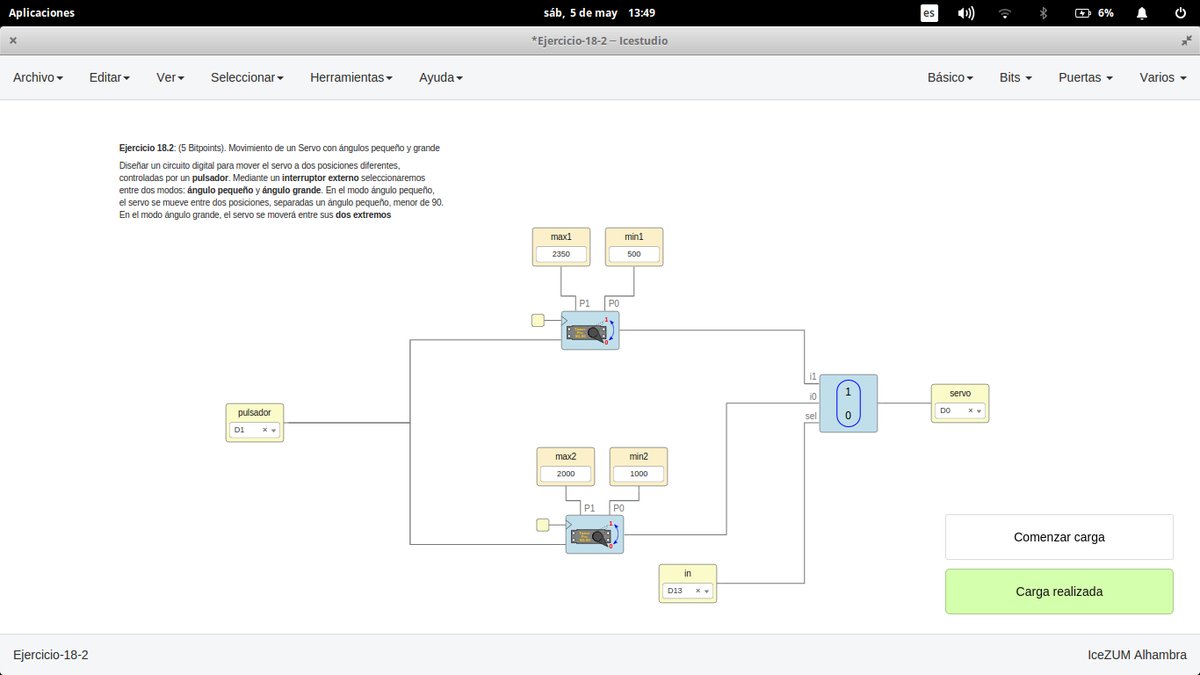 Aplicaciones
sáb, 5 de may 13:49
es
6%
*Ejercicio-18-2 – Icestudio
Archivo Editar Ver Seleccionar Herramientas Ayuda
Básico Bits Puertas Varios
Ejercicio 18.2: (5 Bitpoints). Movimiento de un Servo con ángulos pequeño y grande
Diseñar un circuito digital para mover el servo a dos posiciones diferentes,
controladas por un pulsador. Mediante un interruptor externo seleccionaremos
entre dos modos: ángulo pequeño y ángulo grande. En el modo ángulo pequeño,
el servo se mueve entre dos posiciones, separadas un ángulo pequeño, menor de 90.
En el modo ángulo grande, el servo se moverá entre sus dos extremos
max1
2350
min1
500
P1
P0
1
0
pulsador
D1
i1
i0
sel
1
0
servo
D0
max2
2000
min2
1000
P1
P0
1
0
in
D13
Comenzar carga
Carga realizada
Ejercicio-18-2
IceZUM Alhambra